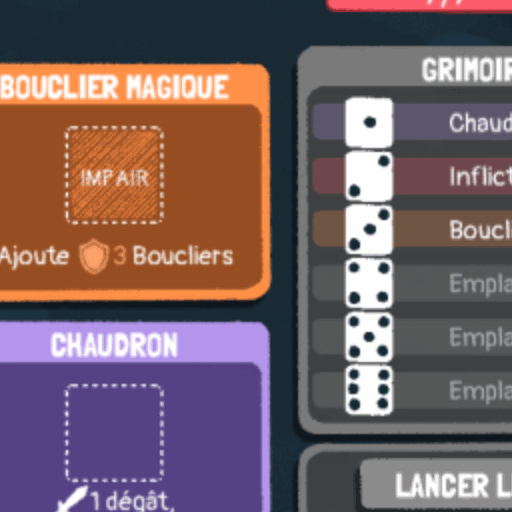 BOUCLIER MAGIQUE
IMPAIR
Ajoute 3 Boucliers
CHAUDRON
1 dégât,
GRIMOIR
Chaud
Inflict
Boucl
Empla
Empla
Empla
LANCER L